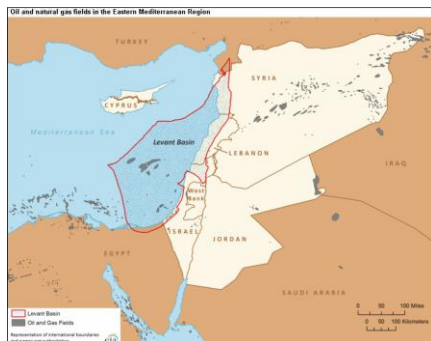 Oil and natural gas fields in the Eastern Mediterranean Region
TURKEY
SYRIA
CYPRUS
Mediterranean Sea
Levant Basin
LEBANON
IRAQ
West
Bank
ISRAEL
JORDAN
EGYPT
SAUDI ARABIA
Levant Basin
Oil and Gas Fields
Representation of international boundaries
0 50 100 Miles
0 50 100 Kilometers